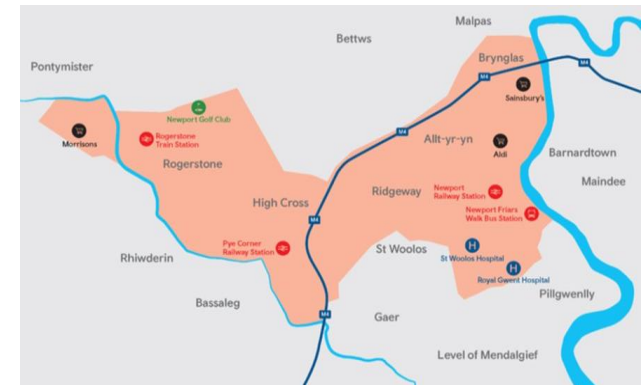 Malpas
Bettws
Brynglas
Pontymister
M4
M4
Sainsbury's
Newport Golf Club
M4
Morrisons
Rogerstone
Train Station
Allt-yr-yn
Aldi
Barnardtown
Rogerstone
Maindee
Ridgeway
Newport
Railway Station
High Cross
Newport Friars
Walk Bus Station
M4
Pye Corner
Railway Station
St Woolos
Rhiwderin
St Woolos Hospital
H
H
Royal Gwent Hospital
Pillgwenlly
Bassaleg
M4
Gaer
Level of Mendalgief